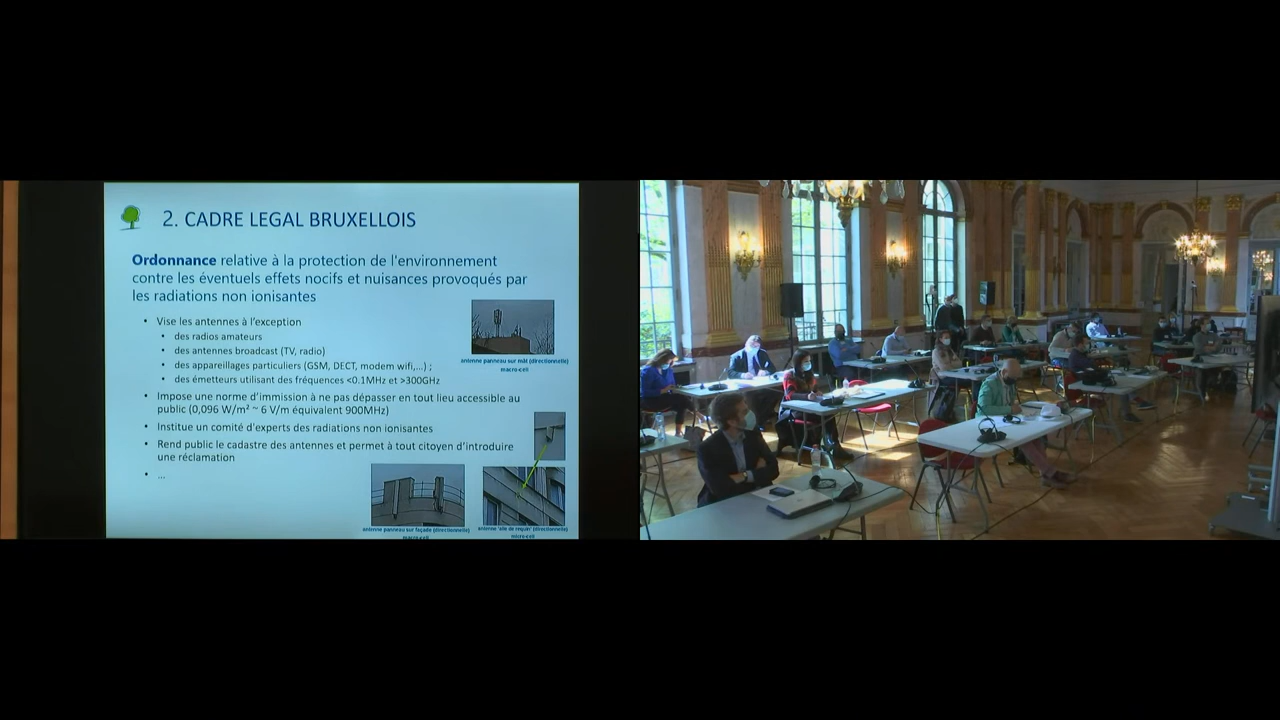 2. CADRE LEGAL BRUXELLOIS
Ordonnance relative à la protection de l'environnement
contre les éventuels effets nocifs et nuisances provoqués par
les radiations non ionisantes
• Vise les antennes à l'exception
• des radios amateurs
• des antennes broadcast (TV, radio)
• des appareillages particuliers (GSM, DECT, modem wifi,...) ;
• des émetteurs utilisant des fréquences <0.1MHz et >300GHz
antenne panneau sur mât (directionnelle)
macro-cell
• Impose une norme d'immission à ne pas dépasser en tout lieu accessible au
public (0,096 W/m² ~ 6 V/m équivalent 900MHz)
• Institue un comité d'experts des radiations non ionisantes
• Rend public le cadastre des antennes et permet à tout citoyen d'introduire
une réclamation
• ...
antenne panneau sur façade (directionnelle)
macro-cell
antenne "aile de requin" (directionnelle)
micro-cell